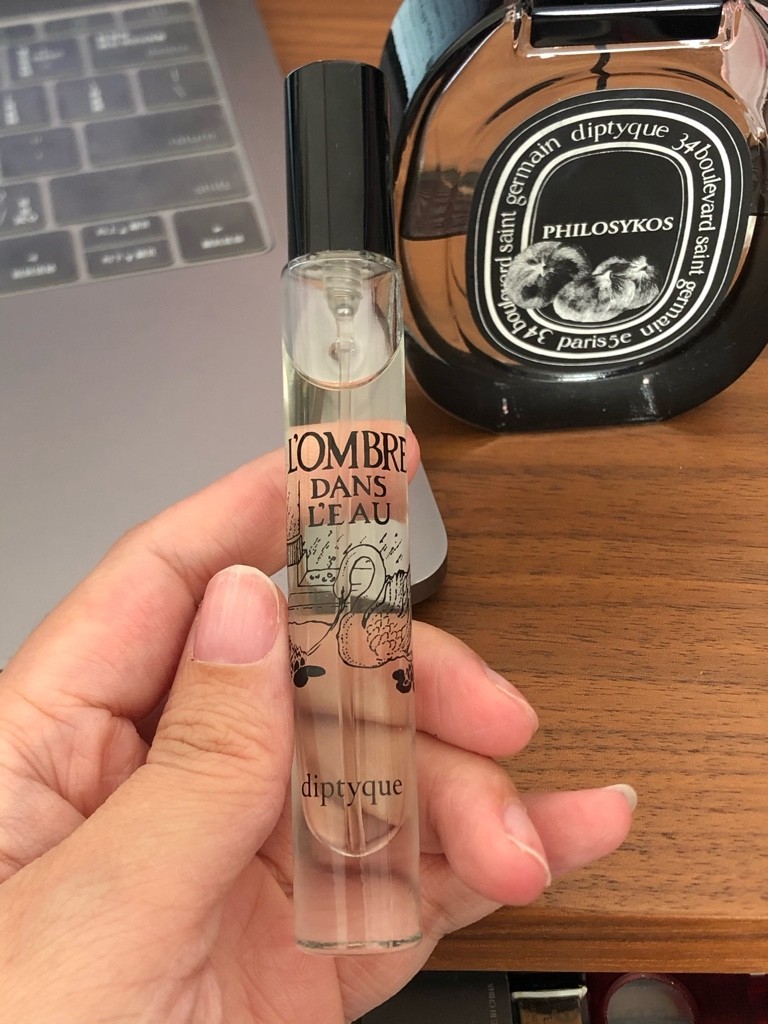 L'OMBRE
DANS
L'EAU
diptyque
34 boulevard saint germain diptyque 34 boulevard saint germain paris 5e
PHILOSYKOS